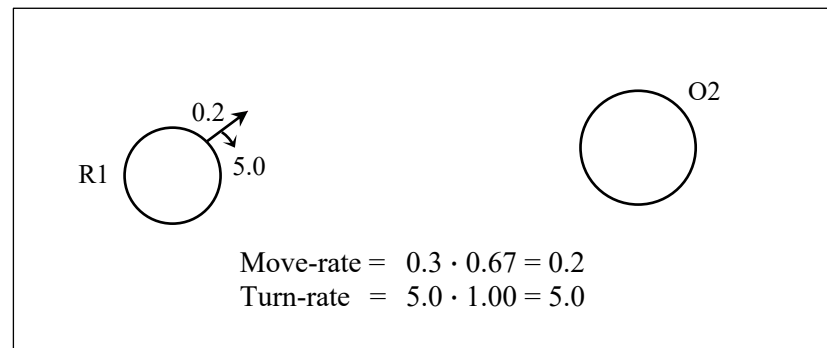 O2
0.2
R1
5.0
Move-rate = 0.3 · 0.67 = 0.2
Turn-rate = 5.0 · 1.00 = 5.0